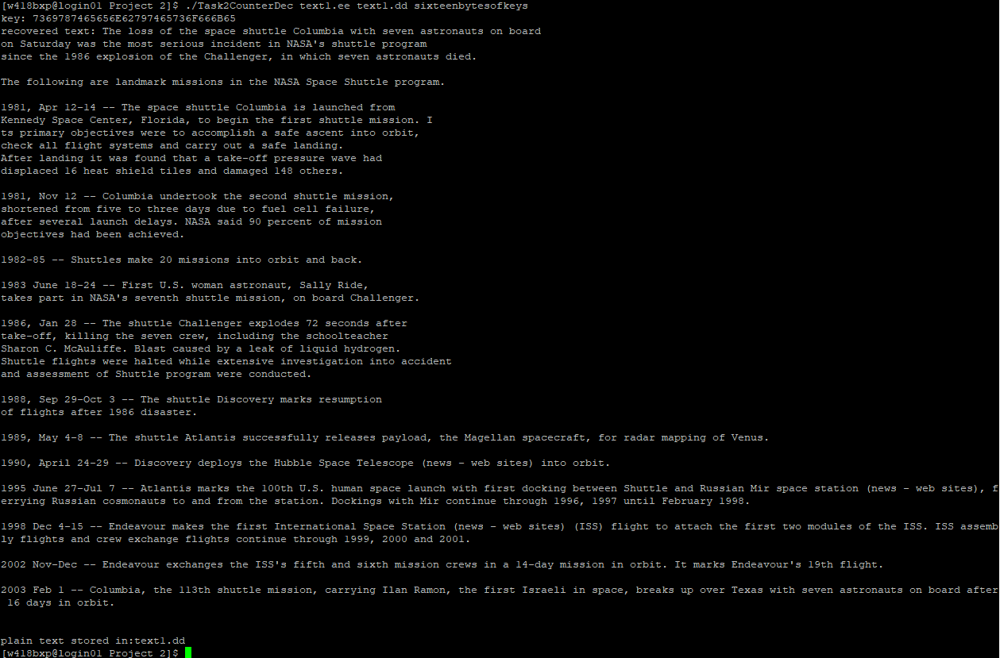 [w418bxp@login01 Project 2]$ ./Task2CounterDec text1.ee text1.dd sixteenbytesofkeys
key: 7369787465656E62797465736F666B65
recovered text: The loss of the space shuttle Columbia with seven astronauts on board
on Saturday was the most serious incident in NASA's shuttle program
since the 1986 explosion of the Challenger, in which seven astronauts died.

The following are landmark missions in the NASA Space Shuttle program.

1981, Apr 12-14 -- The space shuttle Columbia is launched from
Kennedy Space Center, Florida, to begin the first shuttle mission. I
ts primary objectives were to accomplish a safe ascent into orbit,
check all flight systems and carry out a safe landing.
After landing it was found that a take-off pressure wave had
displaced 16 heat shield tiles and damaged 148 others.

1981, Nov 12 -- Columbia undertook the second shuttle mission,
shortened from five to three days due to fuel cell failure,
after several launch delays. NASA said 90 percent of mission
objectives had been achieved.

1982-85 -- Shuttles make 20 missions into orbit and back.

1983 June 18-24 -- First U.S. woman astronaut, Sally Ride,
takes part in NASA's seventh shuttle mission, on board Challenger.

1986, Jan 28 -- The shuttle Challenger explodes 72 seconds after
take-off, killing the seven crew, including the schoolteacher
Sharon C. McAuliffe. Blast caused by a leak of liquid hydrogen.
Shuttle flights were halted while extensive investigation into accident
and assessment of Shuttle program were conducted.

1988, Sep 29-Oct 3 -- The shuttle Discovery marks resumption
of flights after 1986 disaster.

1989, May 4-8 -- The shuttle Atlantis successfully releases payload, the Magellan spacecraft, for radar mapping of Venus.

1990, April 24-29 -- Discovery deploys the Hubble Space Telescope (news - web sites) into orbit.

1995 June 27-Jul 7 -- Atlantis marks the 100th U.S. human space launch with first docking between Shuttle and Russian Mir space station (news - web sites), f
errying Russian cosmonauts to and from the station. Dockings with Mir continue through 1996, 1997 until February 1998.

1998 Dec 4-15 -- Endeavour makes the first International Space Station (news - web sites) (ISS) flight to attach the first two modules of the ISS. ISS assemb
ly flights and crew exchange flights continue through 1999, 2000 and 2001.

2002 Nov-Dec -- Endeavour exchanges the ISS's fifth and sixth mission crews in a 14-day mission in orbit. It marks Endeavour's 19th flight.

2003 Feb 1 -- Columbia, the 113th shuttle mission, carrying Ilan Ramon, the first Israeli in space, breaks up over Texas with seven astronauts on board after
 16 days in orbit.

plain text stored in:text1.dd
[w418bxp@login01 Project 2]$